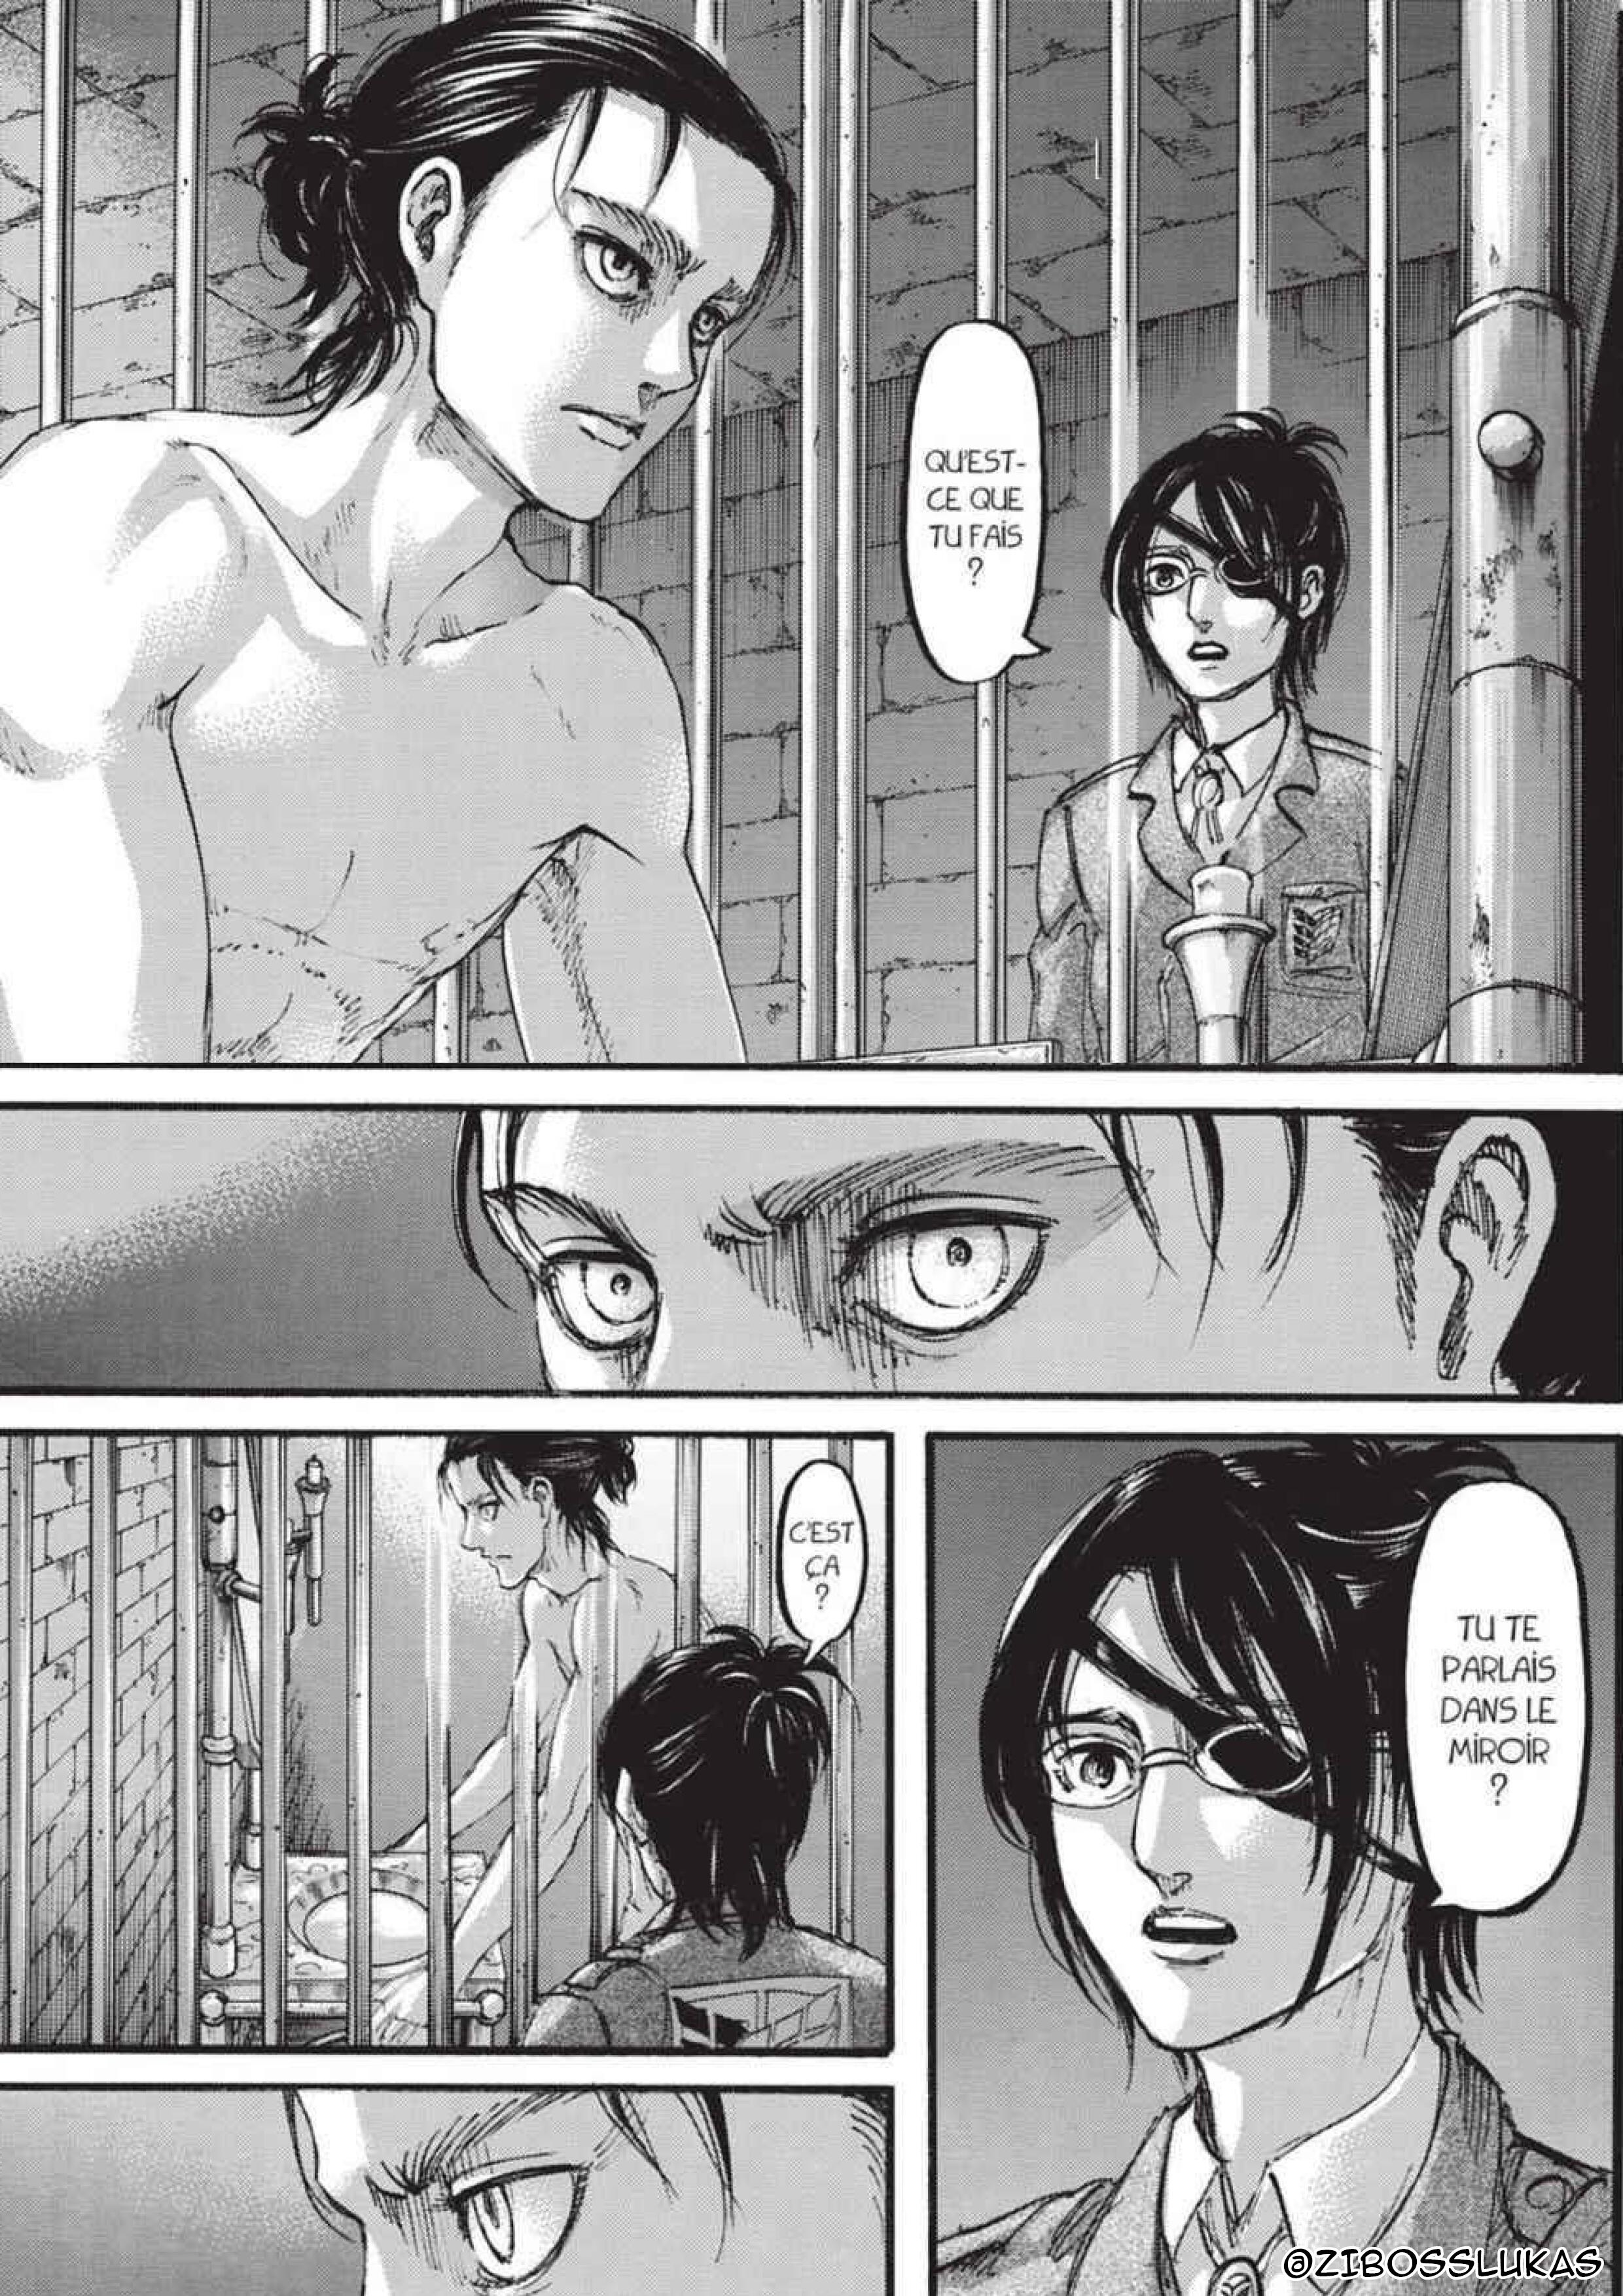 QU'EST-
CE QUE
TU FAIS
?
TU TE
PARLAIS
DANS LE
MIROIR
?
C'EST
ÇA
?
@ZIBOSSLUKAS